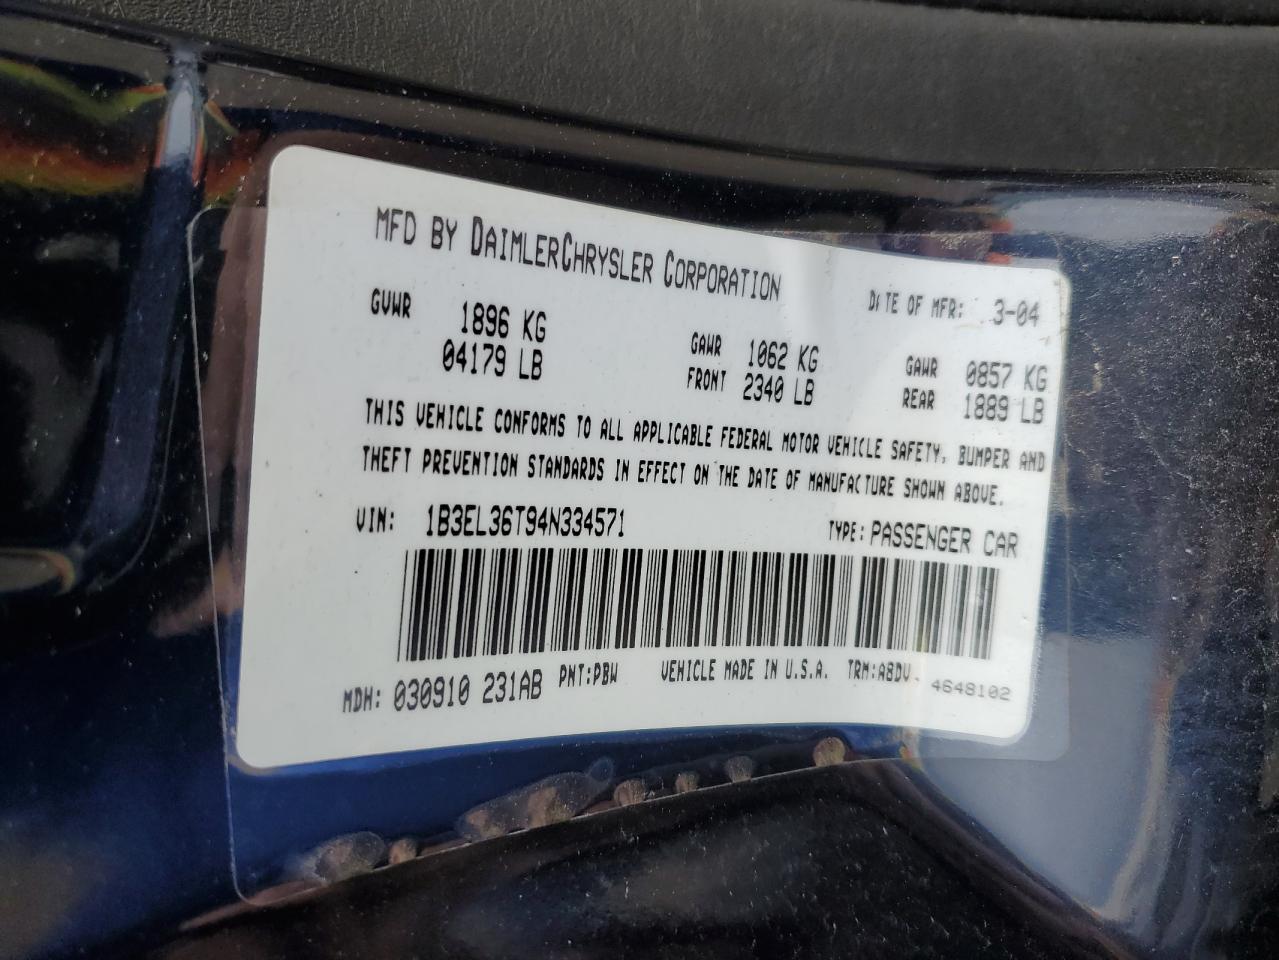 MFD BY DAIMLERCHRYSLER CORPORATION
DATE OF MFR: 3-04
GVWR 1896 KG
04179 LB
GAWR FRONT 1062 KG
2340 LB
GAWR REAR 0857 KG
1889 LB
THIS VEHICLE CONFORMS TO ALL APPLICABLE FEDERAL MOTOR VEHICLE SAFETY, BUMPER AND
THEFT PREVENTION STANDARDS IN EFFECT ON THE DATE OF MANUFACTURE SHOWN ABOVE.
VIN: 1B3EL36T94N334571 TYPE: PASSENGER CAR
MDH: 030910 231AB PNT:PBW VEHICLE MADE IN U.S.A. TRM:A8DV. 4648102